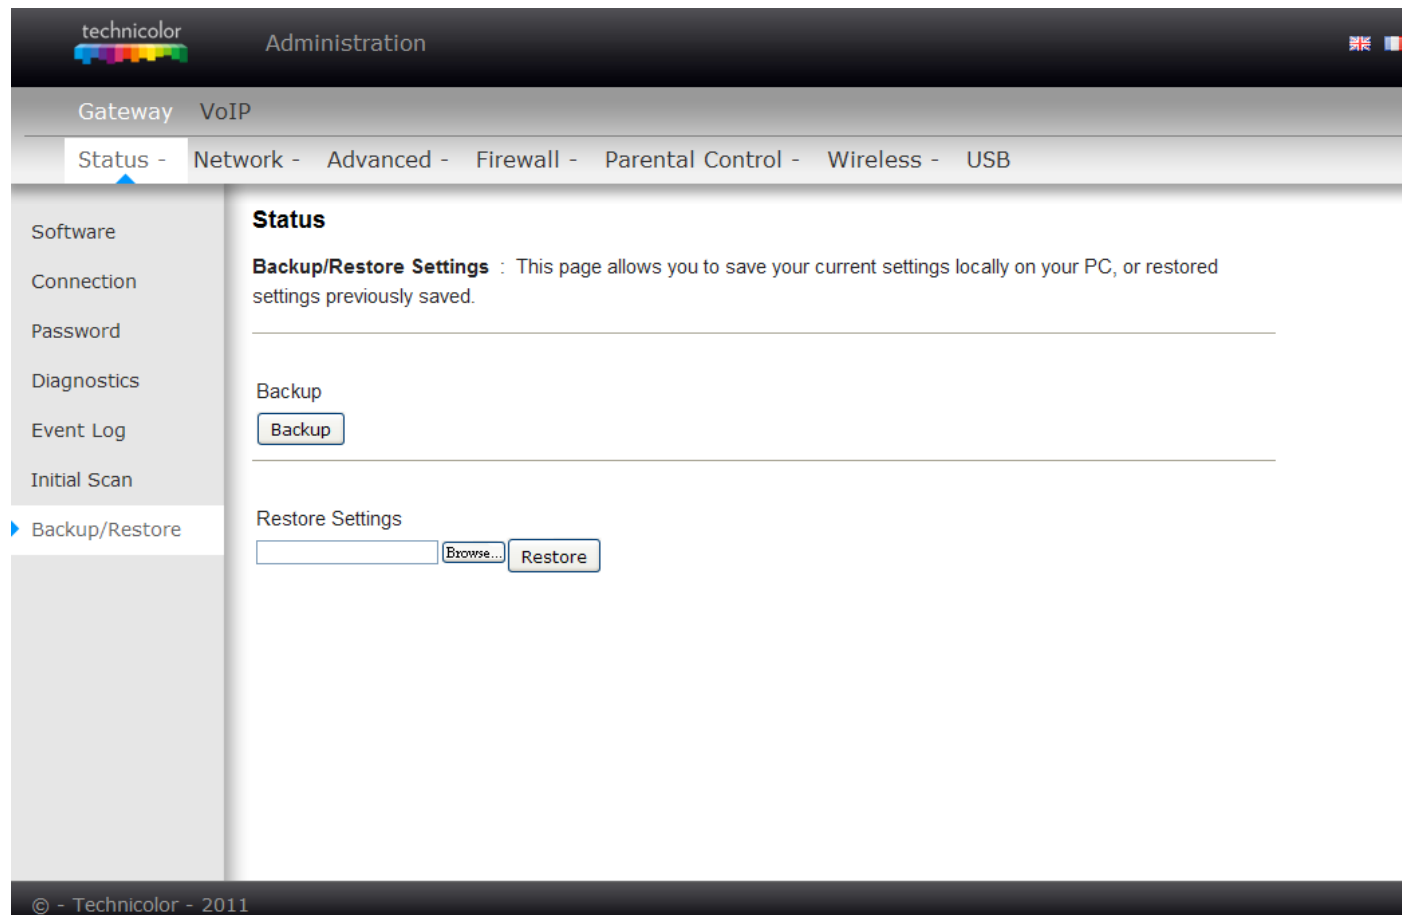 technicolor
Administration
Gateway VoIP
Status - Network - Advanced - Firewall - Parental Control - Wireless - USB
Software
Connection
Password
Diagnostics
Event Log
Initial Scan
Backup/Restore
Status
Backup/Restore Settings : This page allows you to save your current settings locally on your PC, or restored
settings previously saved.
Backup
Backup
Restore Settings
Browse... Restore
© - Technicolor - 2011